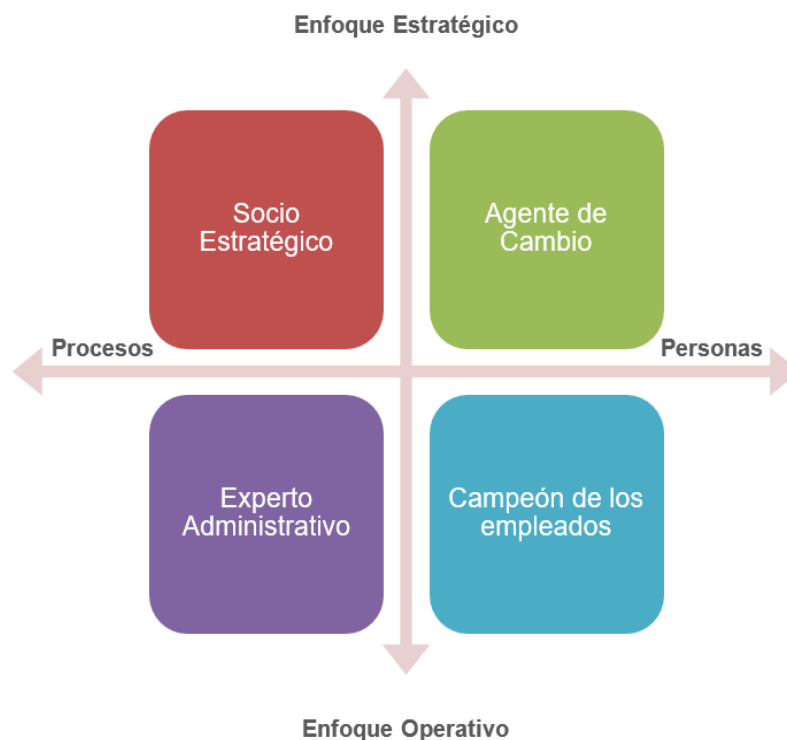 Enfoque Estratégico
Socio
Estratégico
Agente de
Cambio
Procesos
Personas
Experto
Administrativo
Campeón de los
empleados
Enfoque Operativo